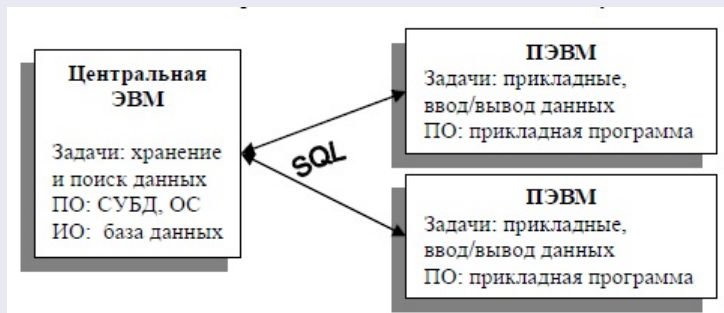 Центральная
ЭВМ
Задачи: хранение
и поиск данных
ПО: СУБД, ОС
ИО: база данных
SQL
ПЭВМ
Задачи: прикладные,
ввод/вывод данных
ПО: прикладная программа
ПЭВМ
Задачи: прикладные,
ввод/вывод данных
ПО: прикладная программа